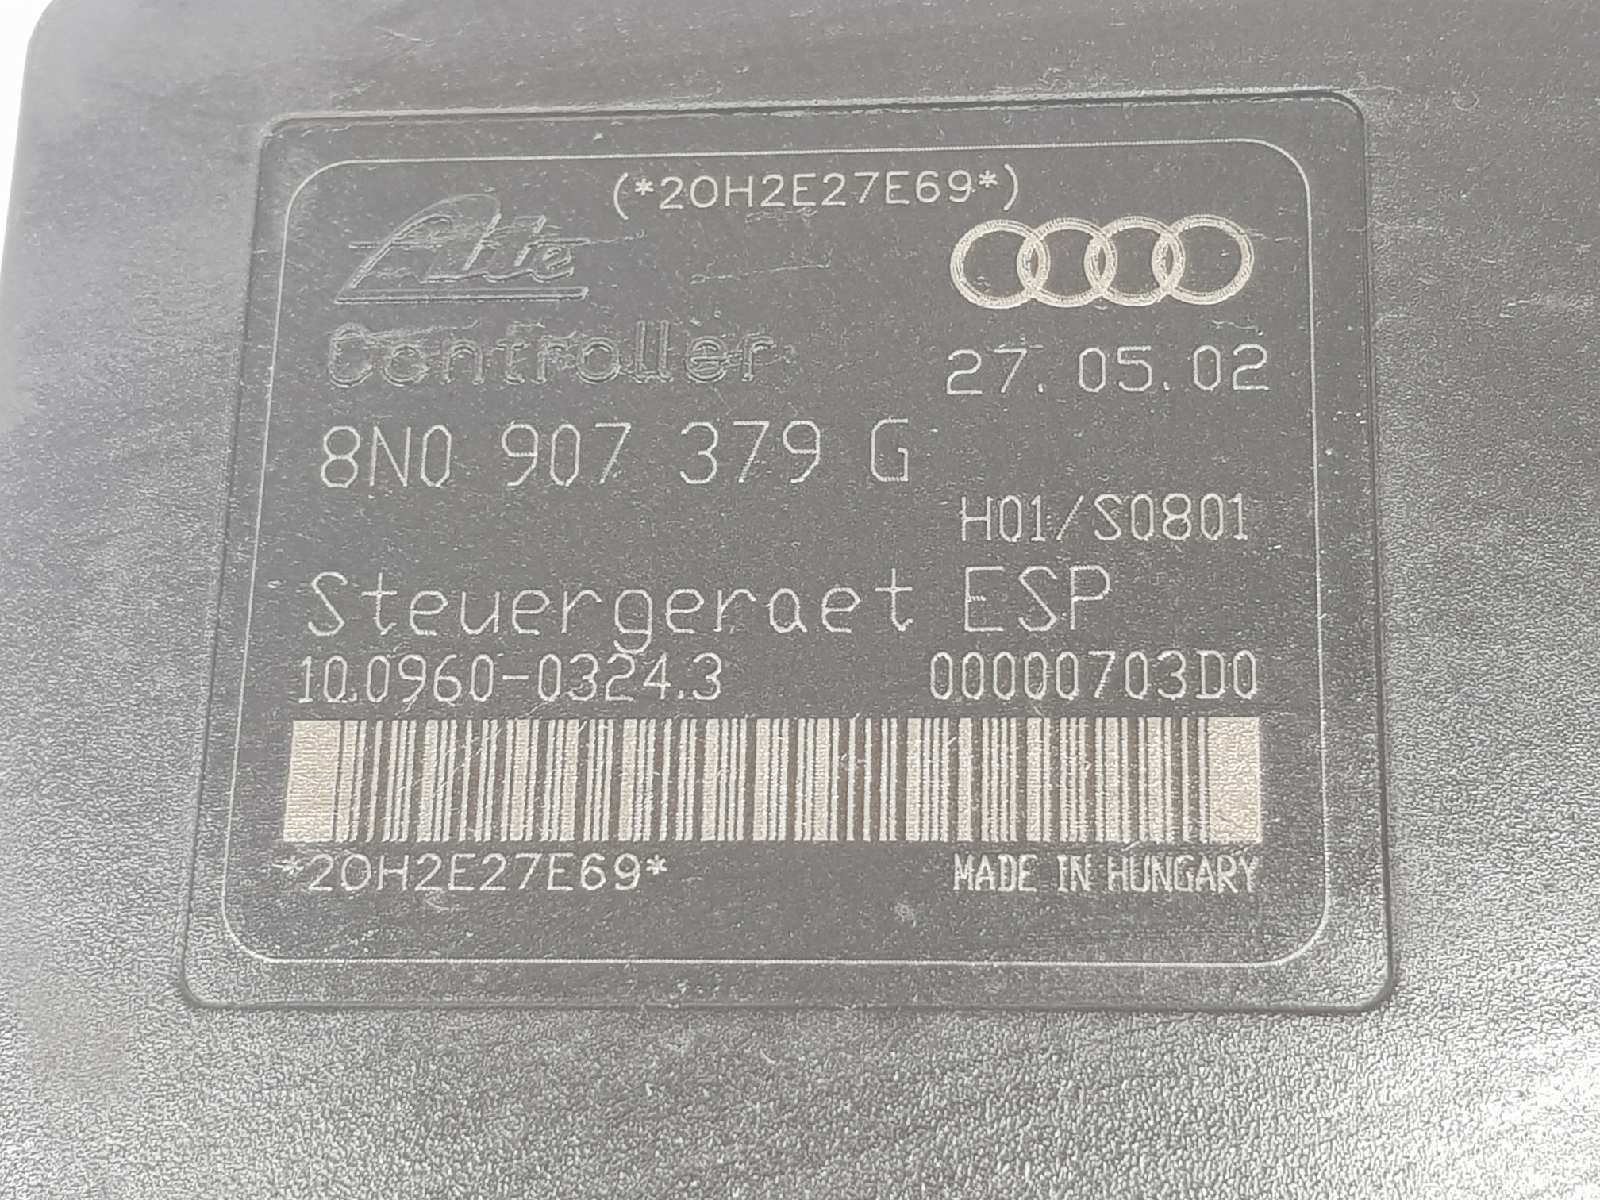 (*20H2E27E69*)
Ate
Controller
27.05.02
8N0 907 379 G
H01/S0801
Steuergeraet ESP
10.0960-0324.3 00000703D0
*20H2E27E69* MADE IN HUNGARY